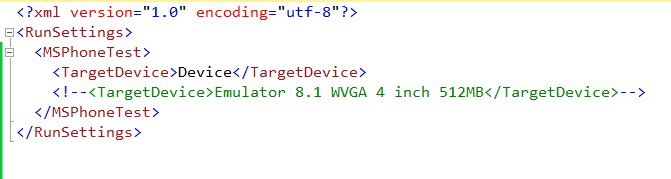 <?xml version="1.0" encoding="utf-8"?>
<RunSettings>
<MSPhoneTest>
<TargetDevice>Device</TargetDevice>
<!--<TargetDevice>Emulator 8.1 WVGA 4 inch 512MB</TargetDevice>-->
</MSPhoneTest>
</RunSettings>